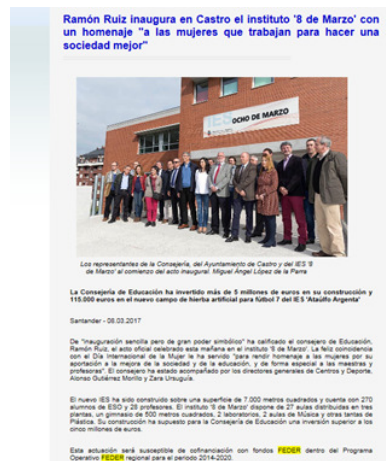 Ramón Ruiz inaugura en Castro el instituto '8 de Marzo' con
un homenaje "a las mujeres que trabajan para hacer una
sociedad mejor"
IES OCHO DE MARZO
Los representantes de la Consejería, del Ayuntamiento de Castro y del IES '8
de Marzo' al comienzo del acto inaugural. Miguel Ángel López de la Parra
La Consejería de Educación ha invertido más de 5 millones de euros en su construcción y
115.000 euros en el nuevo campo de hierba artificial para fútbol 7 del IES 'Ataúlfo Argenta'
Santander - 08.03.2017
De "inauguración sencilla pero de gran poder simbólico" ha calificado el consejero de Educación,
Ramón Ruiz, el acto oficial celebrado esta mañana en el instituto '8 de Marzo'. La feliz coincidencia
con el Día Internacional de la Mujer le ha servido "para rendir homenaje a las mujeres por su
aportación a la mejora de la sociedad y de la educación, y de forma especial a las maestras y
profesoras". El consejero ha estado acompañado por los directores generales de Centros y Deporte,
Alonso Gutiérrez Morillo y Zara Ursuguía.
El nuevo IES ha sido construido sobre una superficie de 7.000 metros cuadrados y cuenta con 270
alumnos de ESO y 28 profesores. El instituto '8 de Marzo' dispone de 27 aulas distribuidas en tres
plantas, un gimnasio de 500 metros cuadrados, 2 laboratorios, 2 aulas de Música y otras tantas de
Plástica. Su construcción ha supuesto para la Consejería de Educación una inversión superior a los
cinco millones de euros.
Esta actuación será susceptible de cofinanciación con fondos FEDER dentro del Programa
Operativo FEDER regional para el periodo 2014-2020.